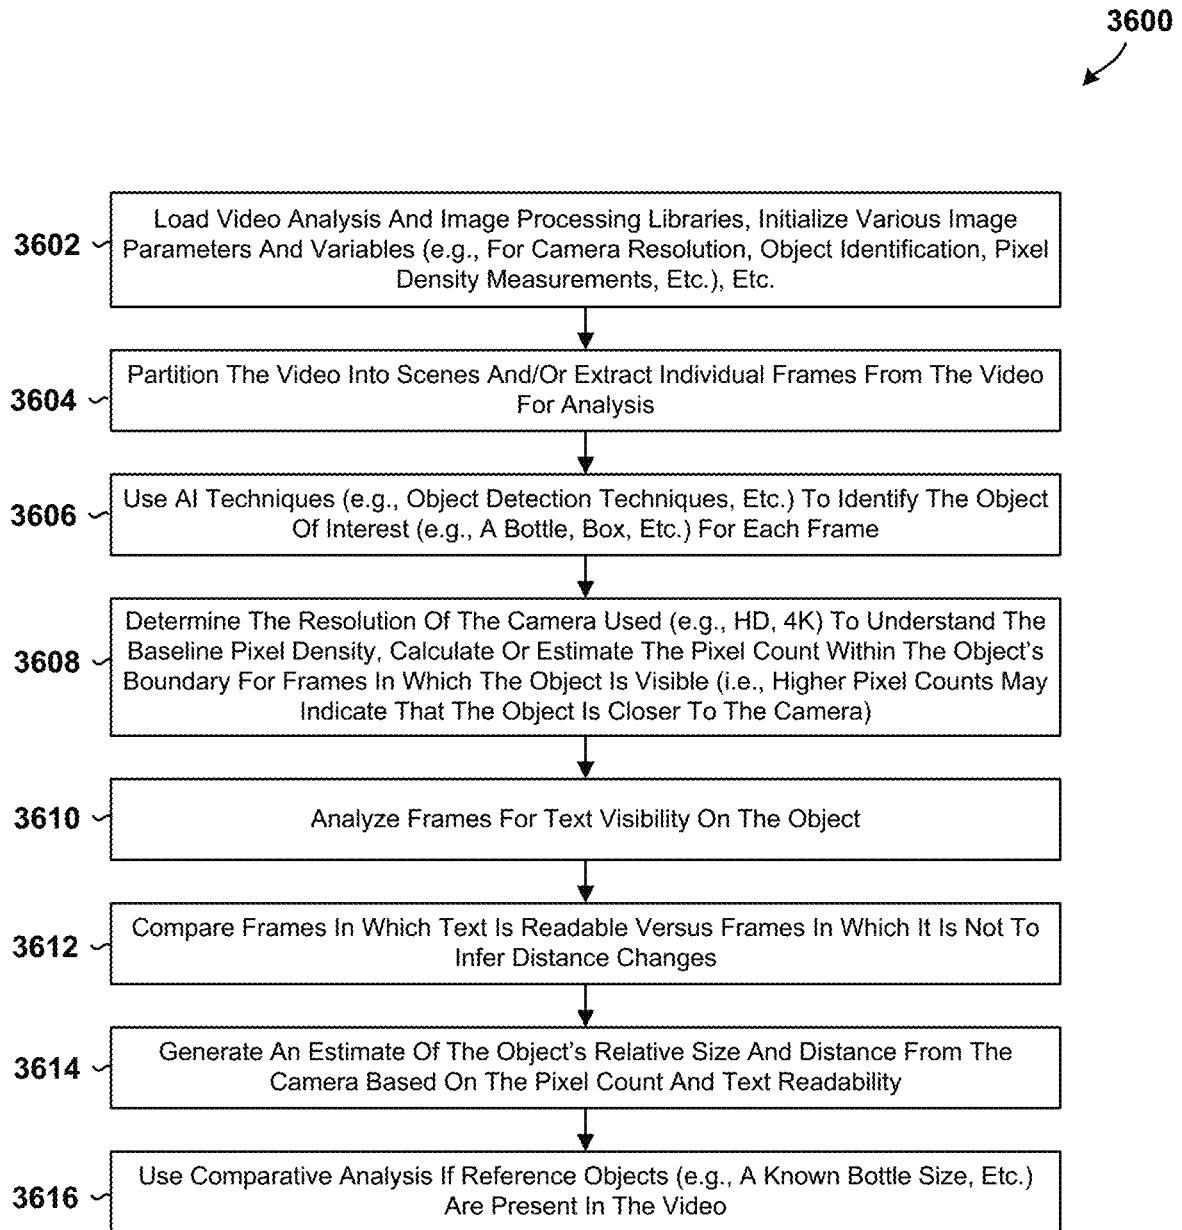 3600
3602
Load Video Analysis And Image Processing Libraries, Initialize Various Image
Parameters And Variables (e.g., For Camera Resolution, Object Identification, Pixel
Density Measurements, Etc.), Etc.
3604
Partition The Video Into Scenes And/Or Extract Individual Frames From The Video
For Analysis
3606
Use AI Techniques (e.g., Object Detection Techniques, Etc.) To Identify The Object
Of Interest (e.g., A Bottle, Box, Etc.) For Each Frame
3608
Determine The Resolution Of The Camera Used (e.g., HD, 4K) To Understand The
Baseline Pixel Density, Calculate Or Estimate The Pixel Count Within The Object's
Boundary For Frames In Which The Object Is Visible (i.e., Higher Pixel Counts May
Indicate That The Object Is Closer To The Camera)
3610
Analyze Frames For Text Visibility On The Object
3612
Compare Frames In Which Text Is Readable Versus Frames In Which It Is Not To
Infer Distance Changes
3614
Generate An Estimate Of The Object's Relative Size And Distance From The
Camera Based On The Pixel Count And Text Readability
3616
Use Comparative Analysis If Reference Objects (e.g., A Known Bottle Size, Etc.)
Are Present In The Video